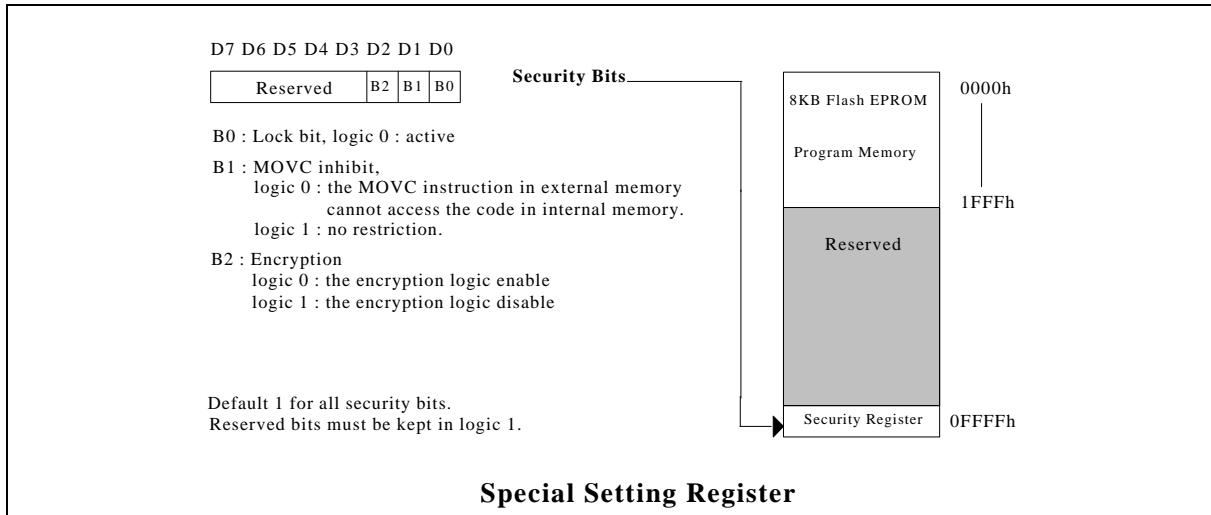 D7 D6 D5 D4 D3 D2 D1 D0
Reserved B2 B1 B0
Security Bits
B0 : Lock bit, logic 0 : active
B1 : MOVC inhibit,
logic 0 : the MOVC instruction in external memory
cannot access the code in internal memory.
logic 1 : no restriction.
B2 : Encryption
logic 0 : the encryption logic enable
logic 1 : the encryption logic disable
Default 1 for all security bits.
Reserved bits must be kept in logic 1.
8KB Flash EPROM
Program Memory
0000h
1FFFh
Reserved
Security Register
0FFFFh
Special Setting Register